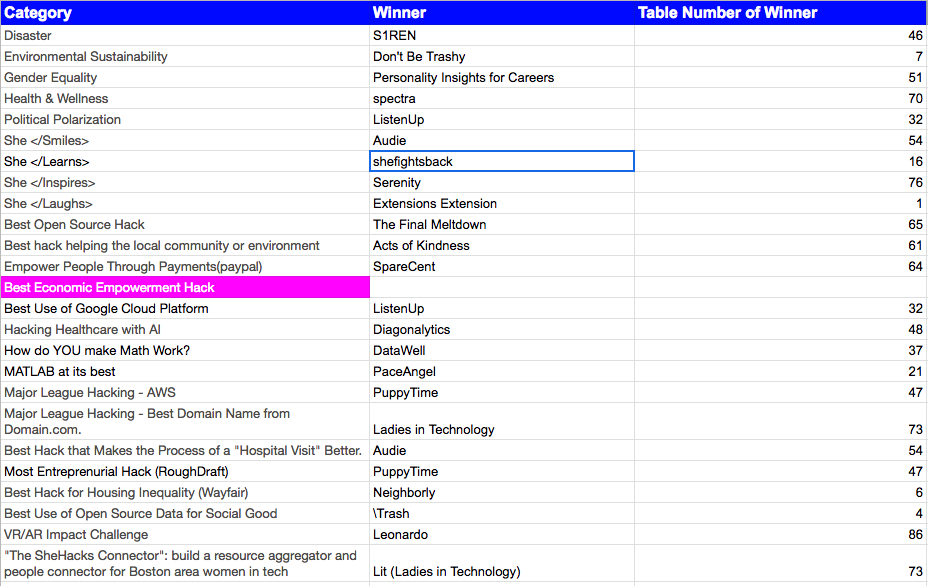 Category Winner Table Number of Winner
Disaster S1REN 46
Environmental Sustainability Don't Be Trashy 7
Gender Equality Personality Insights for Careers 51
Health & Wellness spectra 70
Political Polarization ListenUp 32
She </Smiles> Audie 54
She </Learns> shefightsback 16
She </Inspires> Serenity 76
She </Laughs> Extensions Extension 1
Best Open Source Hack The Final Meltdown 65
Best hack helping the local community or environment Acts of Kindness 61
Empower People Through Payments(paypal) SpareCent 64
Best Economic Empowerment Hack
Best Use of Google Cloud Platform ListenUp 32
Hacking Healthcare with AI Diagonalytics 48
How do YOU make Math Work? DataWell 37
MATLAB at its best PaceAngel 21
Major League Hacking - AWS PuppyTime 47
Major League Hacking - Best Domain Name from
Domain.com. Ladies in Technology 73
Best Hack that Makes the Process of a "Hospital Visit" Better. Audie 54
Most Entreprenurial Hack (RoughDraft) PuppyTime 47
Best Hack for Housing Inequality (Wayfair) Neighborly 6
Best Use of Open Source Data for Social Good \Trash 4
VR/AR Impact Challenge Leonardo 86
"The SheHacks Connector": build a resource aggregator and
people connector for Boston area women in tech Lit (Ladies in Technology) 73